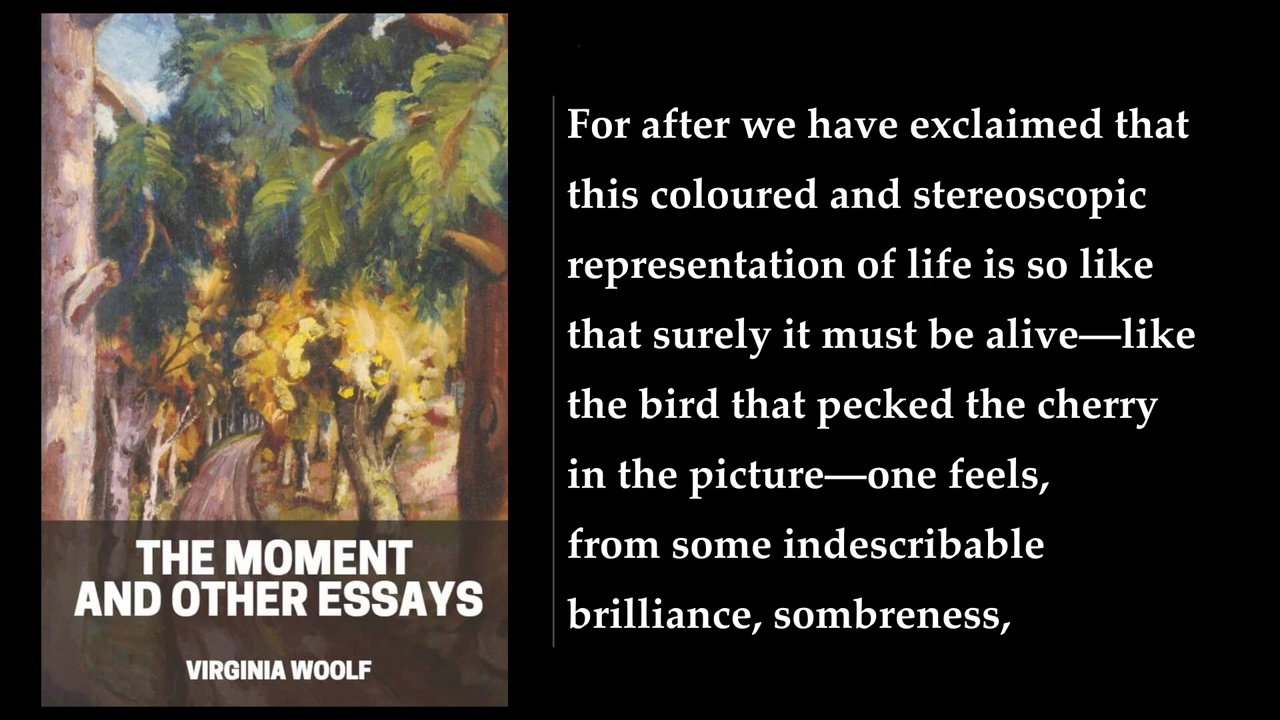 THE MOMENT
AND OTHER ESSAYS
VIRGINIA WOOLF
For after we have exclaimed that
this coloured and stereoscopic
representation of life is so like
that surely it must be alive—like
the bird that pecked the cherry
in the picture—one feels,
from some indescribable
brilliance, sombreness,